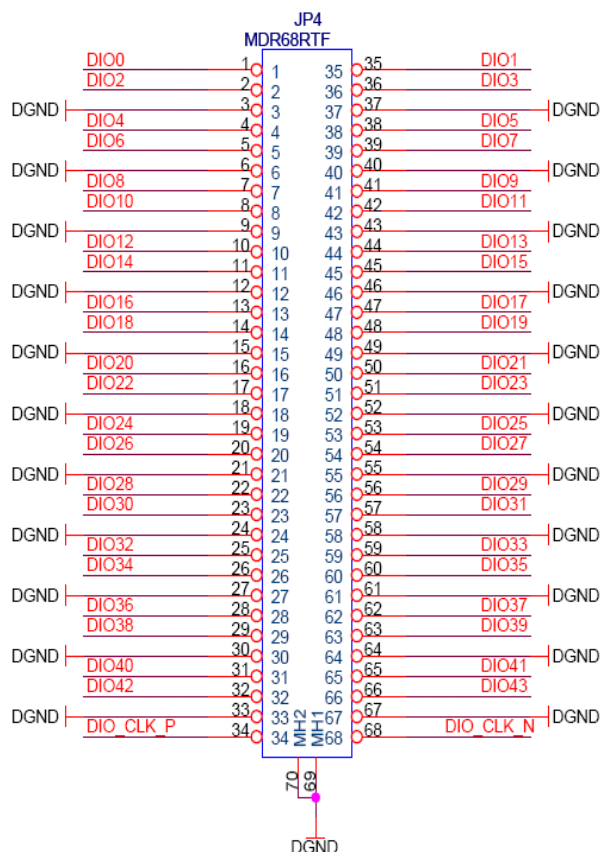 JP4
MDR68RTF
DIO0 1 1 35 35 DIO1
DIO2 2 2 36 36 DIO3
DGND 3 3 37 37 DGND
DIO4 4 4 38 38 DIO5
DIO6 5 5 39 39 DIO7
DGND 6 6 40 40 DGND
DIO8 7 7 41 41 DIO9
DIO10 8 8 42 42 DIO11
DGND 9 9 43 43 DGND
DIO12 10 10 44 44 DIO13
DIO14 11 11 45 45 DIO15
DGND 12 12 46 46 DGND
DIO16 13 13 47 47 DIO17
DIO18 14 14 48 48 DIO19
DGND 15 15 49 49 DGND
DIO20 16 16 50 50 DIO21
DIO22 17 17 51 51 DIO23
DGND 18 18 52 52 DGND
DIO24 19 19 53 53 DIO25
DIO26 20 20 54 54 DIO27
DGND 21 21 55 55 DGND
DIO28 22 22 56 56 DIO29
DIO30 23 23 57 57 DIO31
DGND 24 24 58 58 DGND
DIO32 25 25 59 59 DIO33
DIO34 26 26 60 60 DIO35
DGND 27 27 61 61 DGND
DIO36 28 28 62 62 DIO37
DIO38 29 29 63 63 DIO39
DGND 30 30 64 64 DGND
DIO40 31 31 65 65 DIO41
DIO42 32 32 66 66 DIO43
DGND 33 33 67 67 DGND
DIO_CLK_P 34 34 68 68 DIO_CLK_N
MH2 MH1
70 69
DGND